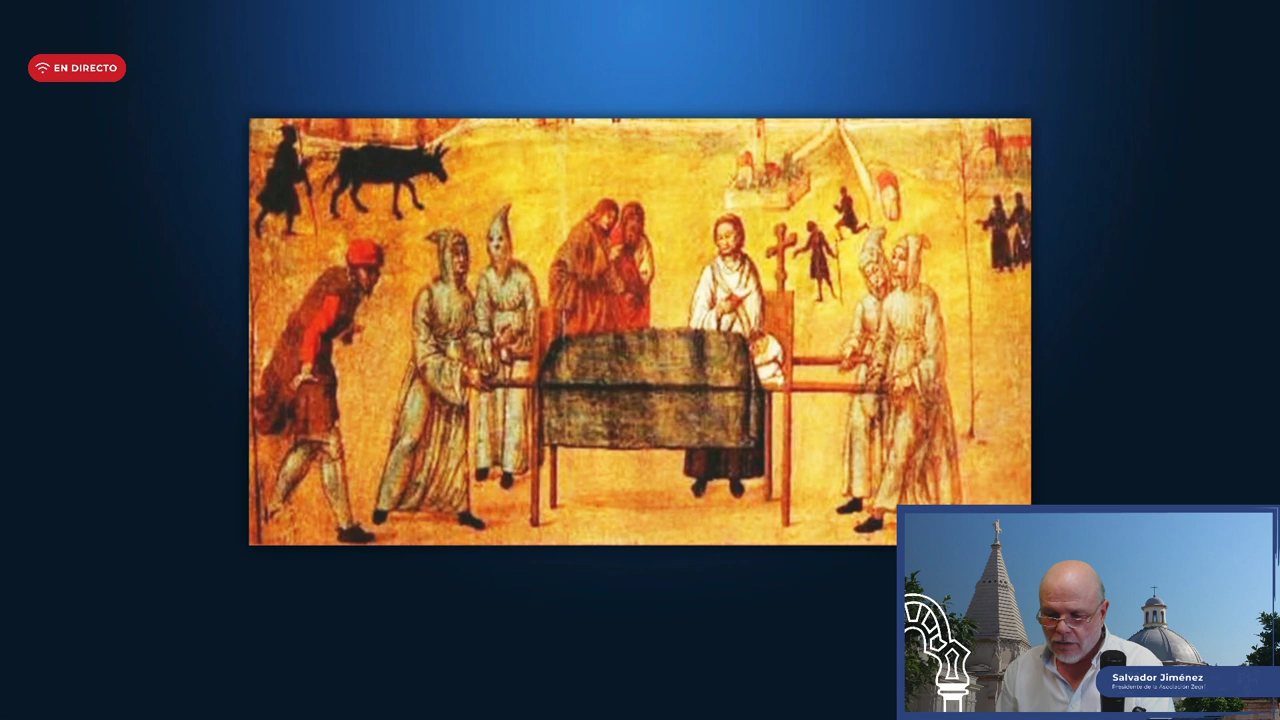 EN DIRECTO
Salvador Jiménez
Presidente de la Asociación Zegrí